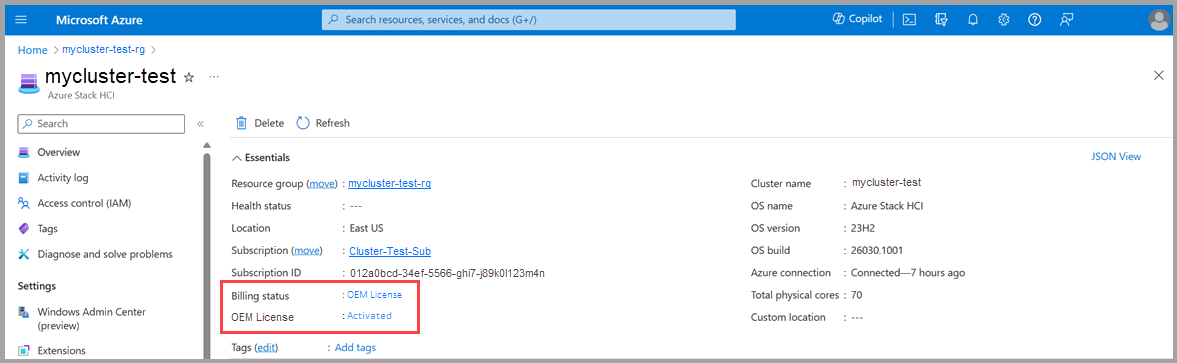 Microsoft Azure
Search resources, services, and docs (G+/)
Copilot
Home > mycluster-test-rg >
mycluster-test
Azure Stack HCI
Search
Delete
Refresh
Overview
Activity log
Access control (IAM)
Tags
Diagnose and solve problems
Settings
Windows Admin Center
(preview)
Extensions
Essentials
JSON View
Resource group (move) : mycluster-test-rg
Health status : ---
Location : East US
Subscription (move) : Cluster-Test-Sub
Subscription ID : 012a0bcd-34ef-5566-ghi7-j89k0l123m4n
Billing status : OEM License
OEM License : Activated
Tags (edit) : Add tags
Cluster name : mycluster-test
OS name : Azure Stack HCI
OS version : 23H2
OS build : 26030.1001
Azure connection : Connected—7 hours ago
Total physical cores : 70
Custom location : ---